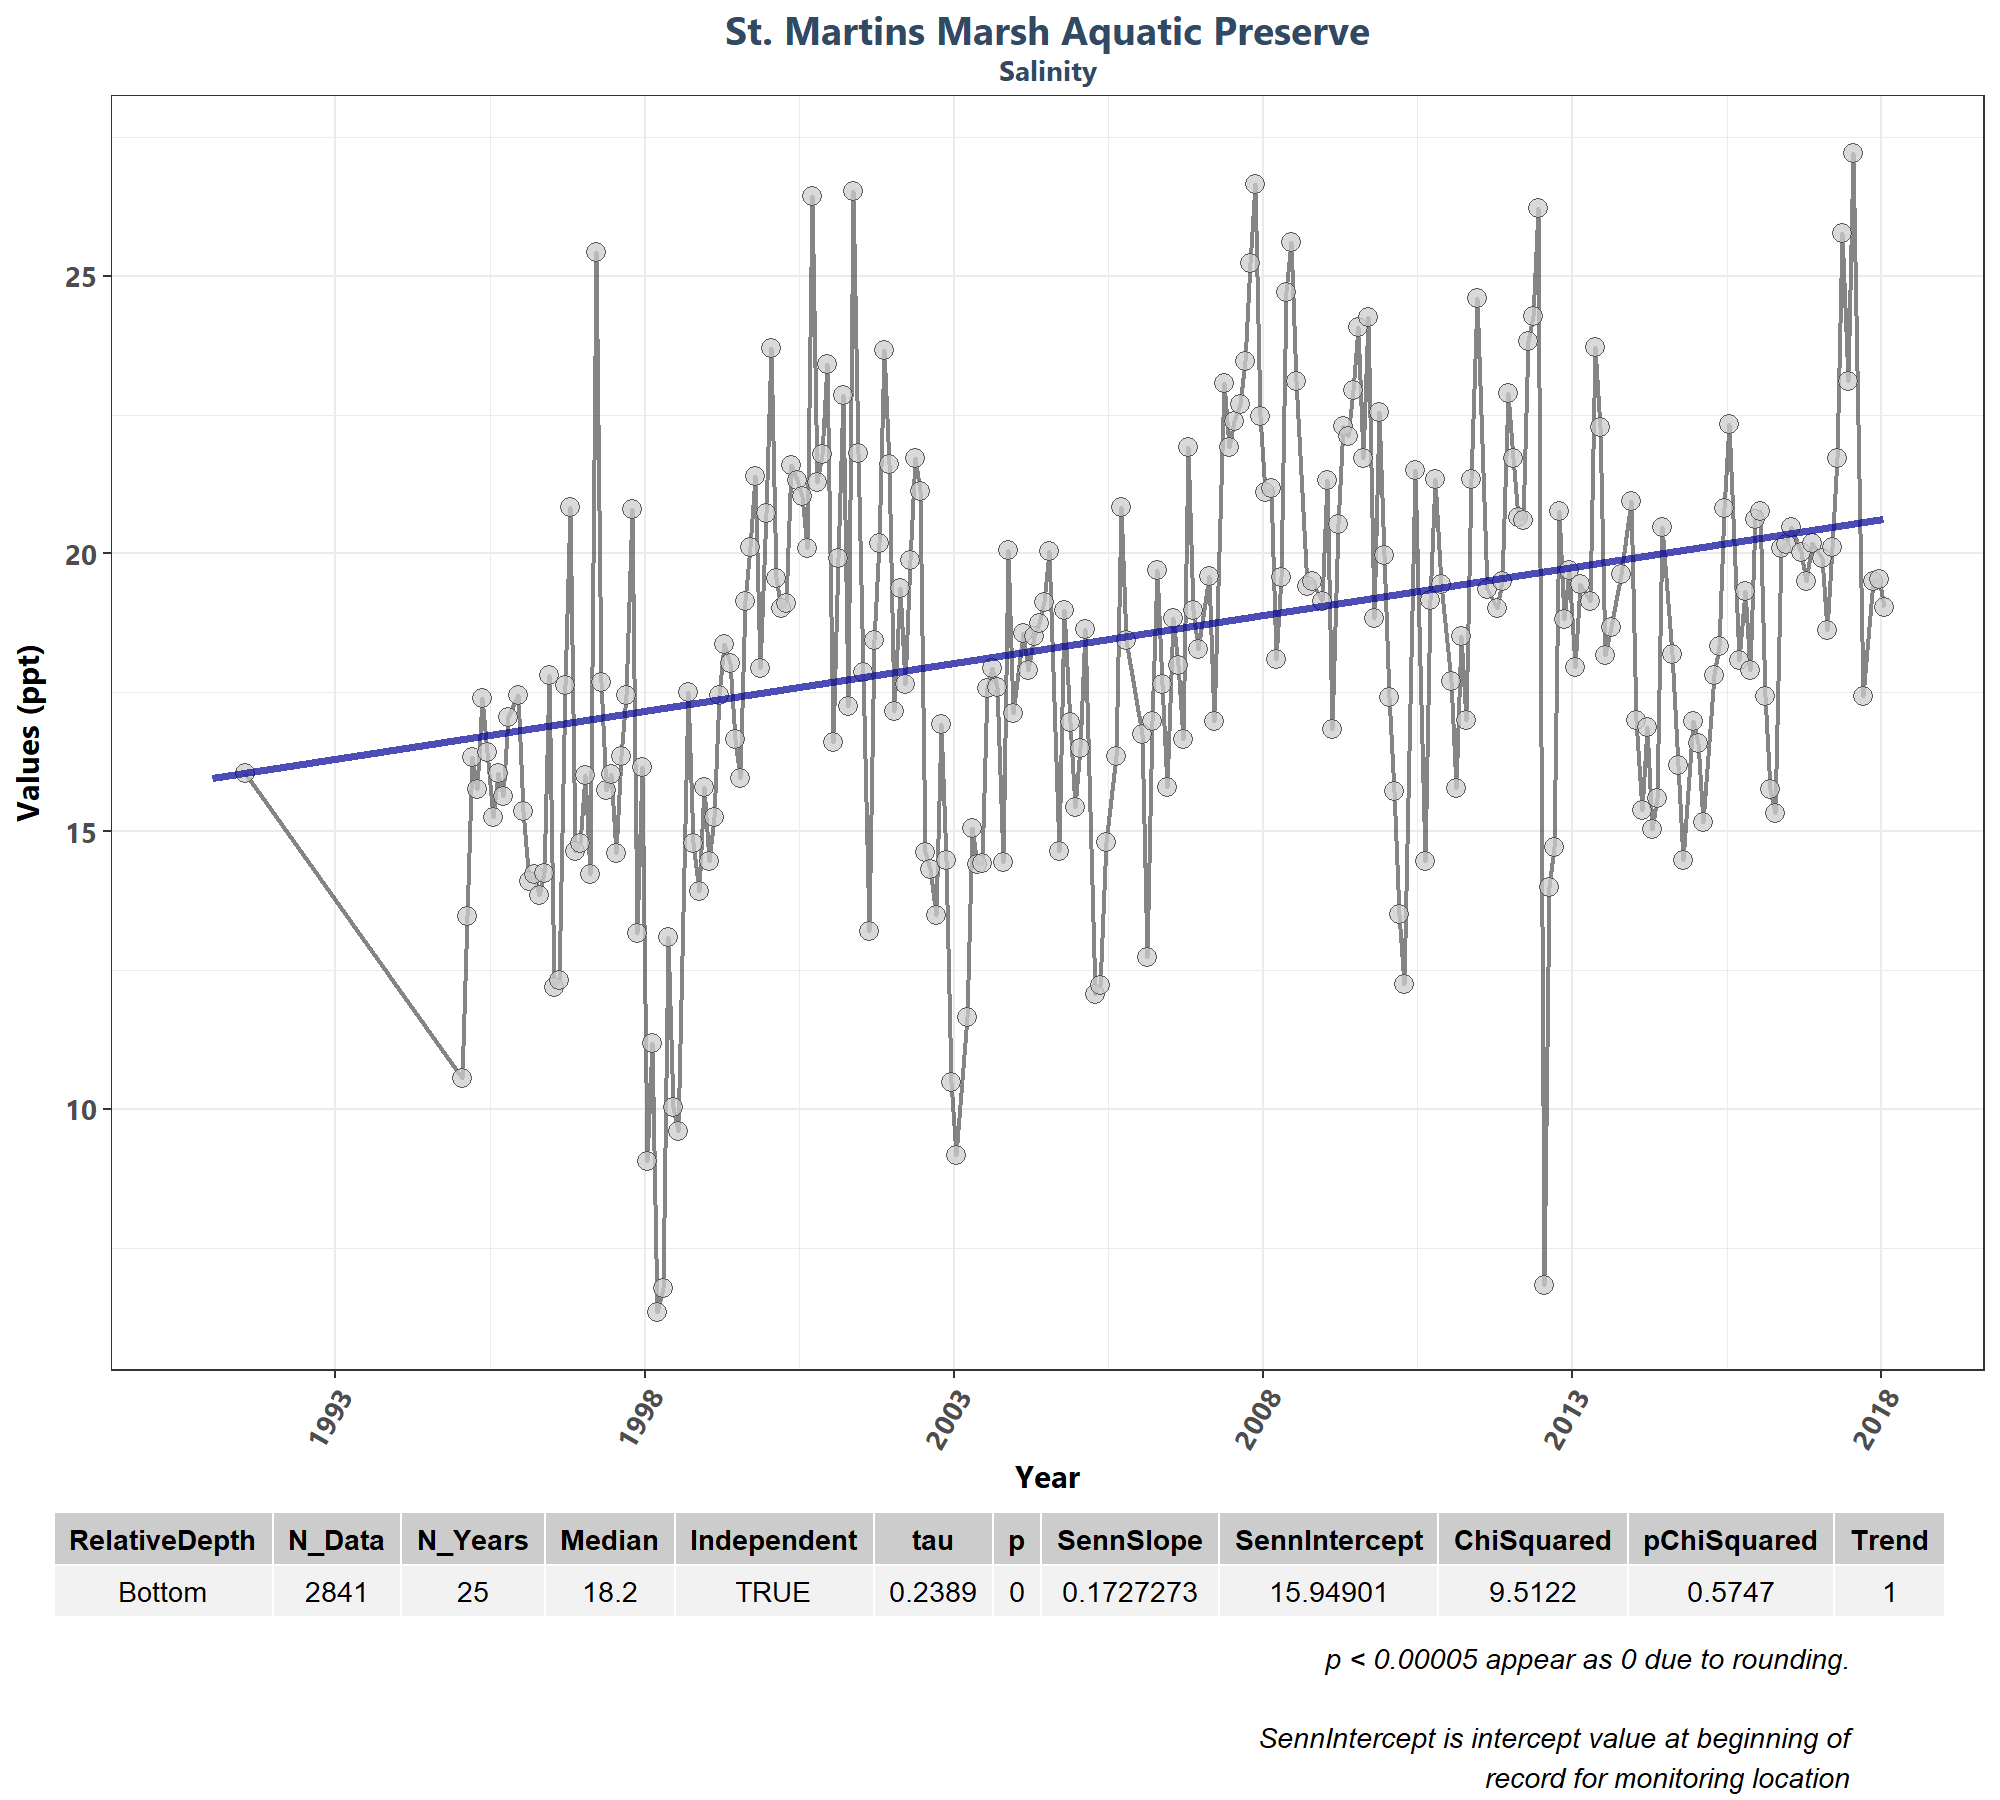 St. Martins Marsh Aquatic Preserve
Salinity
Values (ppt)
25
20
15
10
1993
1998
2003
2008
2013
2018
Year
RelativeDepth N_Data N_Years Median Independent tau p SennSlope SennIntercept ChiSquared pChiSquared Trend
Bottom 2841 25 18.2 TRUE 0.2389 0 0.1727273 15.94901 9.5122 0.5747 1
p < 0.00005 appear as 0 due to rounding.
SennIntercept is intercept value at beginning of
record for monitoring location